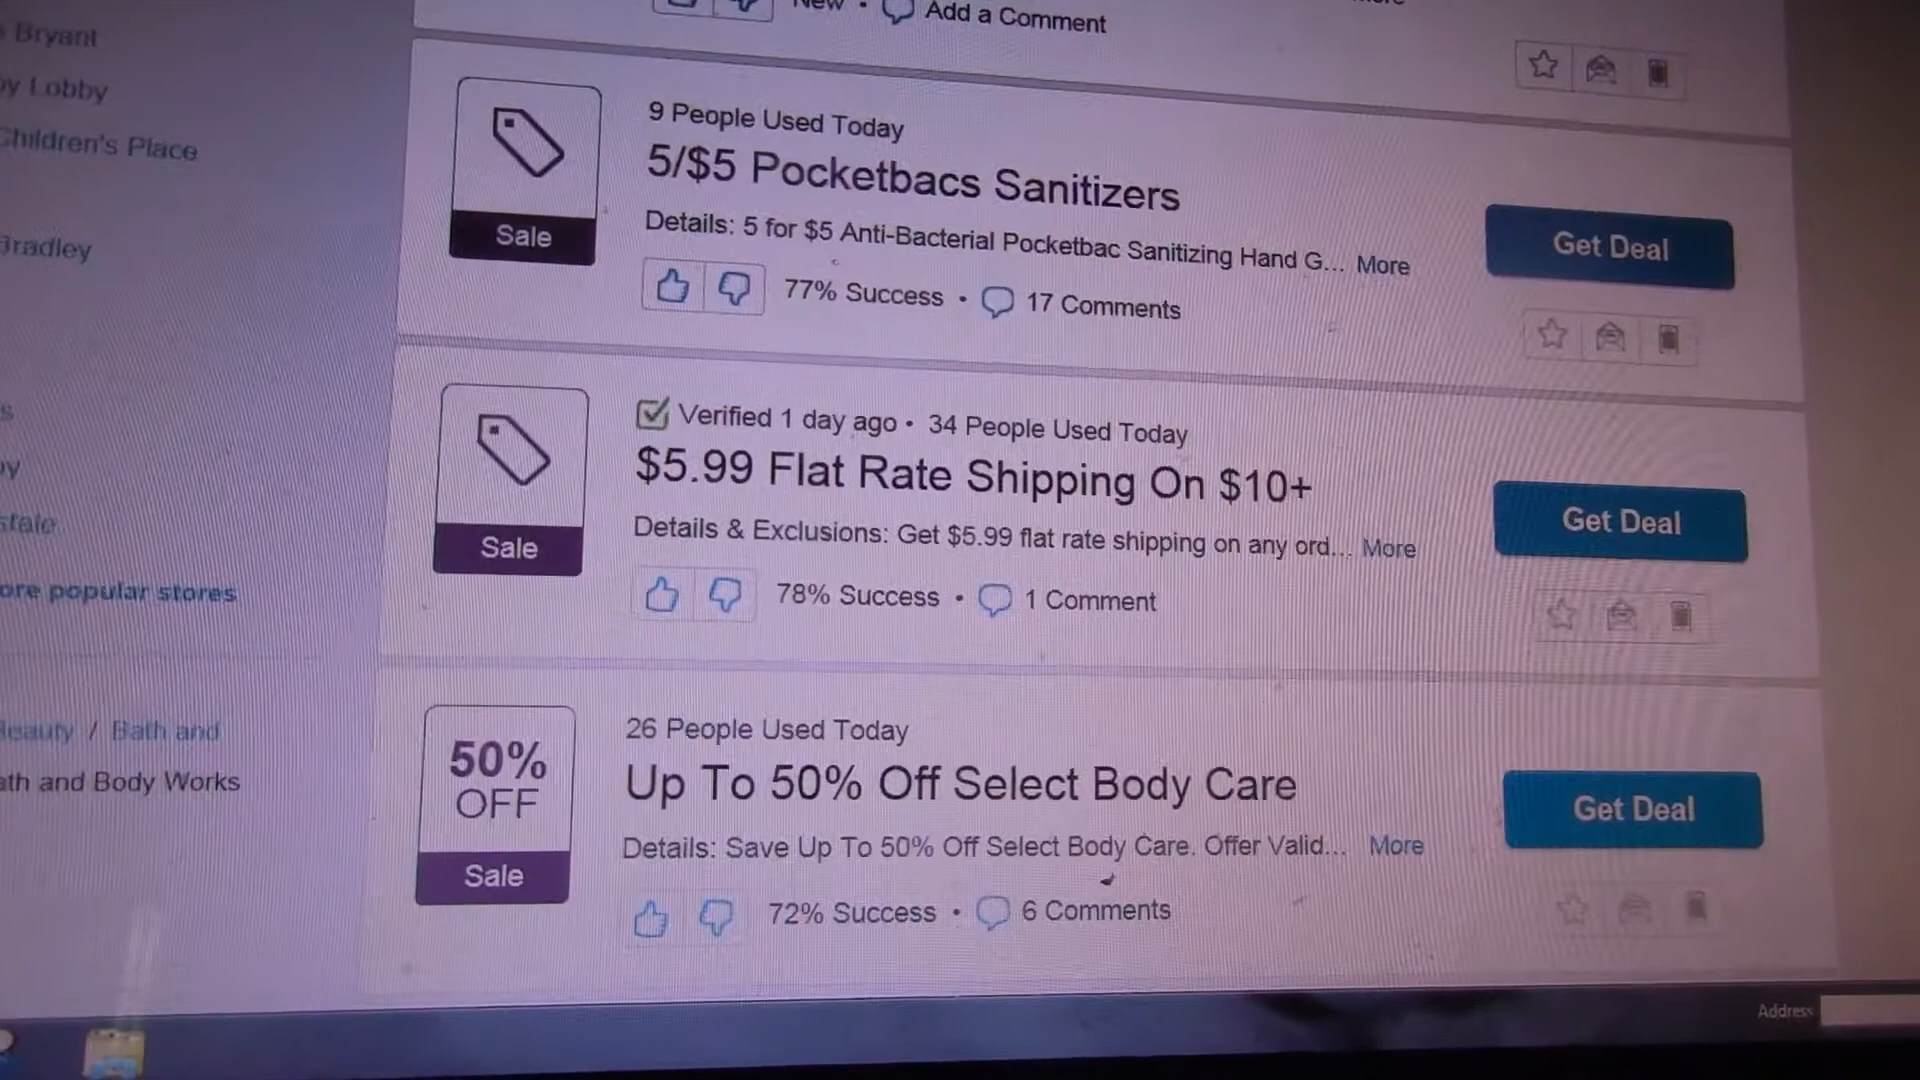 New • Add a Comment
Bryant
y Lobby
Children's Place
Bradley
ore popular stores
Beauty / Bath and
ath and Body Works
9 People Used Today
5/$5 Pocketbacs Sanitizers
Details: 5 for $5 Anti-Bacterial Pocketbac Sanitizing Hand G... More
77% Success • 17 Comments
Sale
Get Deal
Verified 1 day ago • 34 People Used Today
$5.99 Flat Rate Shipping On $10+
Details & Exclusions: Get $5.99 flat rate shipping on any ord... More
78% Success • 1 Comment
Sale
Get Deal
50%
OFF
Sale
26 People Used Today
Up To 50% Off Select Body Care
Details: Save Up To 50% Off Select Body Care. Offer Valid... More
72% Success • 6 Comments
Get Deal
Address